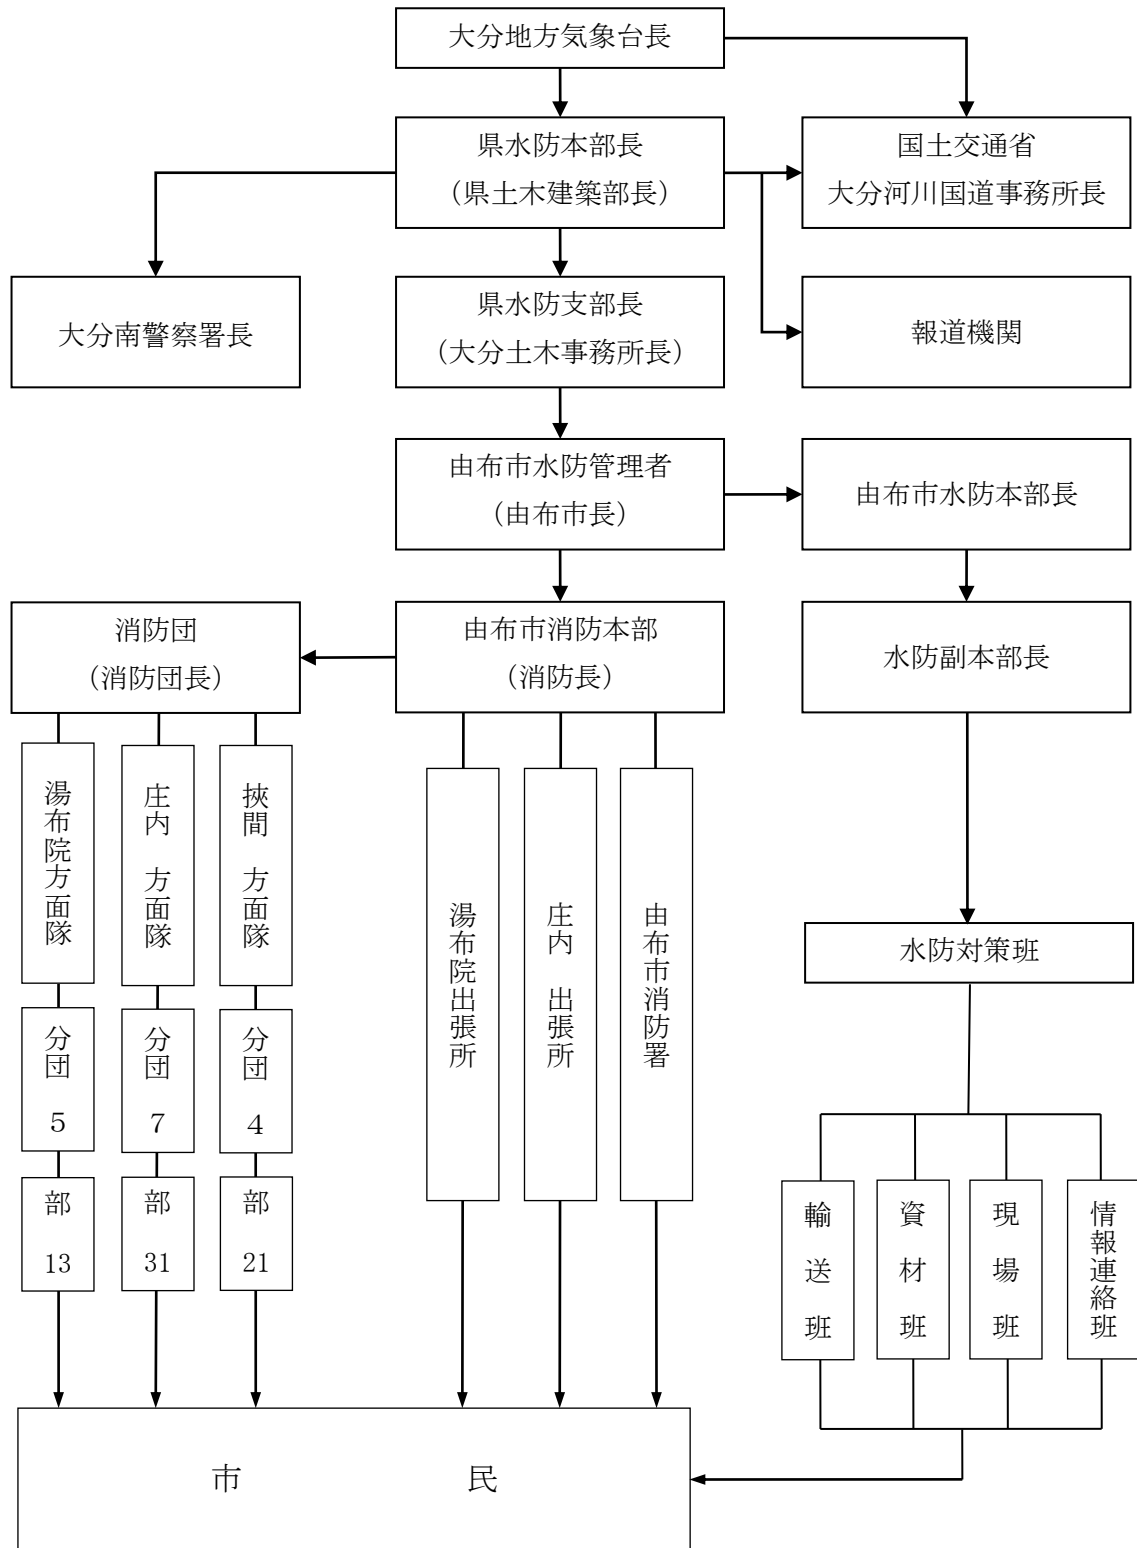 大分地方気象台長
県水防本部長
（県土木建築部長）
国土交通省
大分河川国道事務所長
大分南警察署長
県水防支部長
（大分土木事務所長）
報道機関
由布市水防管理者
（由布市長）
由布市水防本部長
消防団
（消防団長）
由布市消防本部
（消防長）
水防副本部長
湯布院方面隊
庄内　方面隊
挾間　方面隊
湯布院出張所
庄内　出張所
由布市消防署
水防対策班
分団　５
分団　７
分団　４
部　13
部　31
部　21
輸送班
資材班
現場班
情報連絡班
市　民